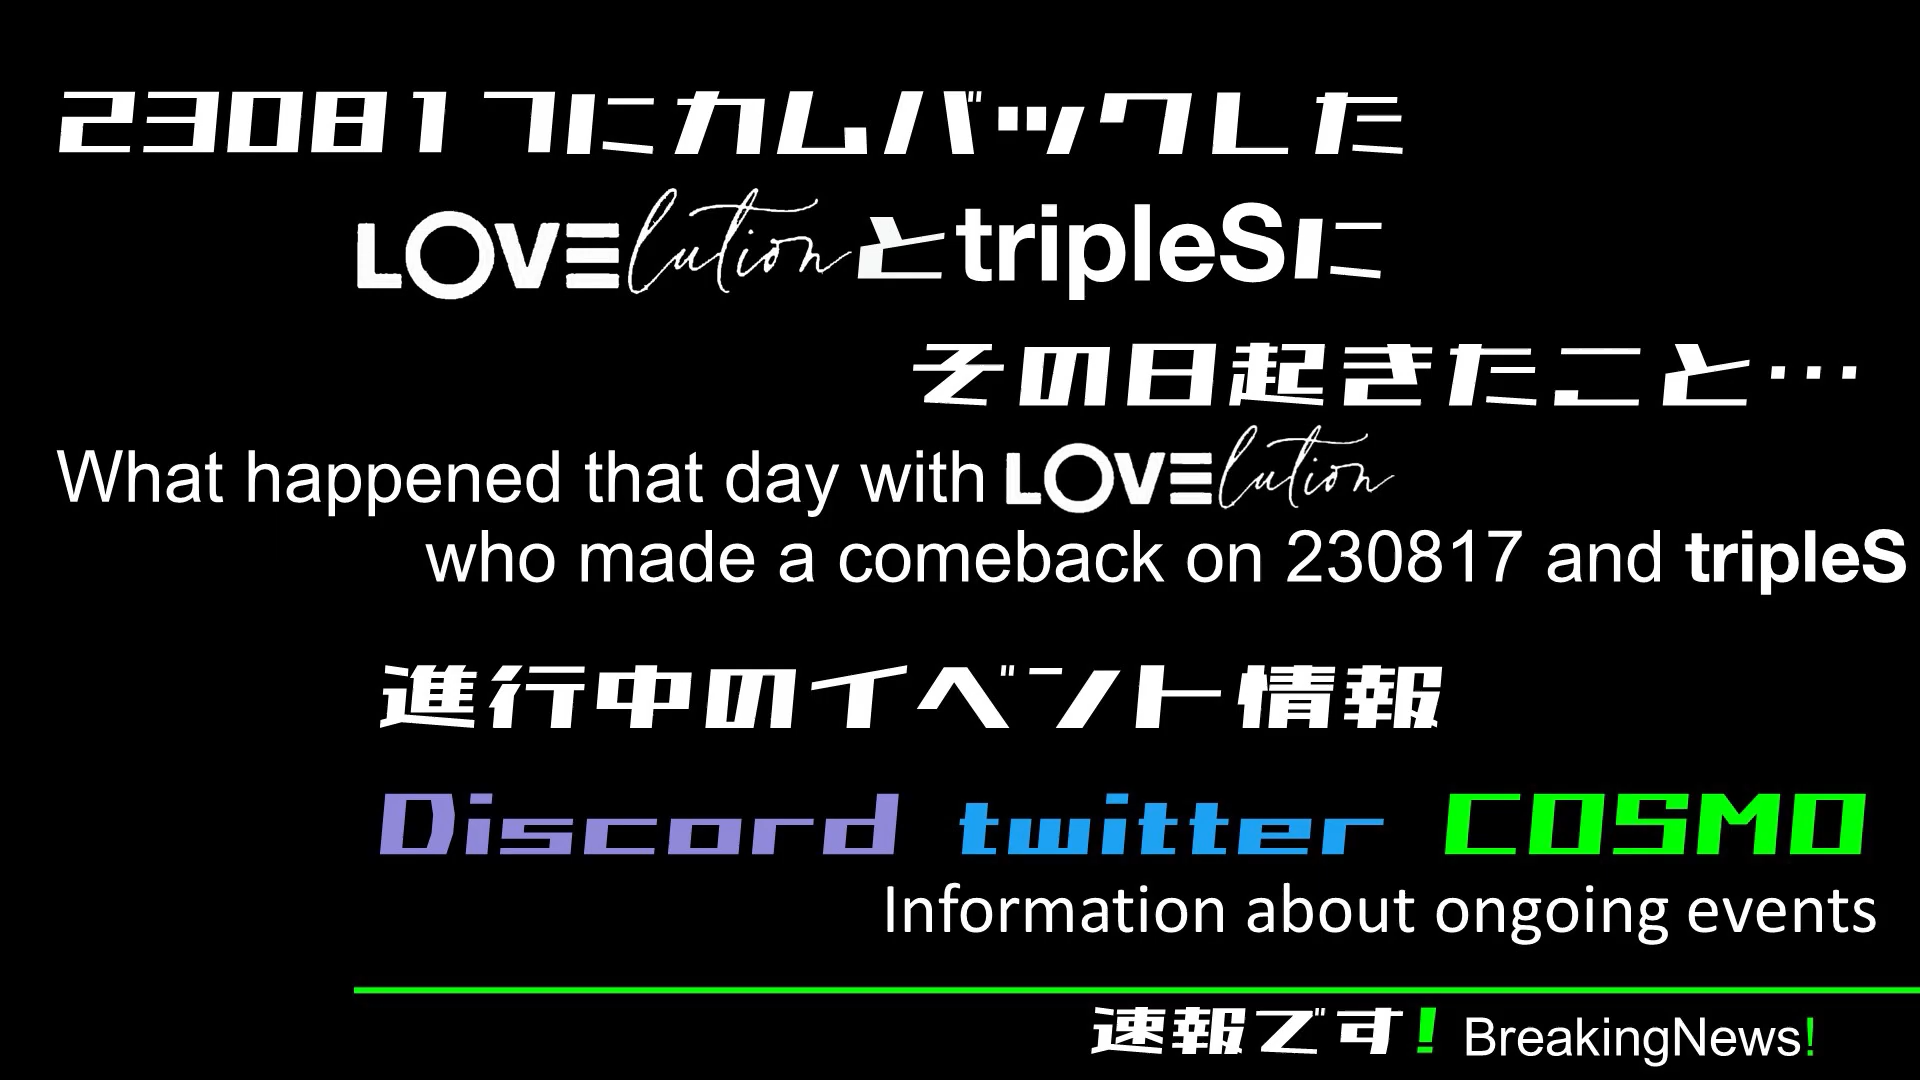 230817にカムバックした
LOVElutionとtripleSに
その日起きたこと…
What happened that day with LOVElution
who made a comeback on 230817 and tripleS
進行中のイベント情報
Discord twitter COSMO
Information about ongoing events
速報です! BreakingNews!